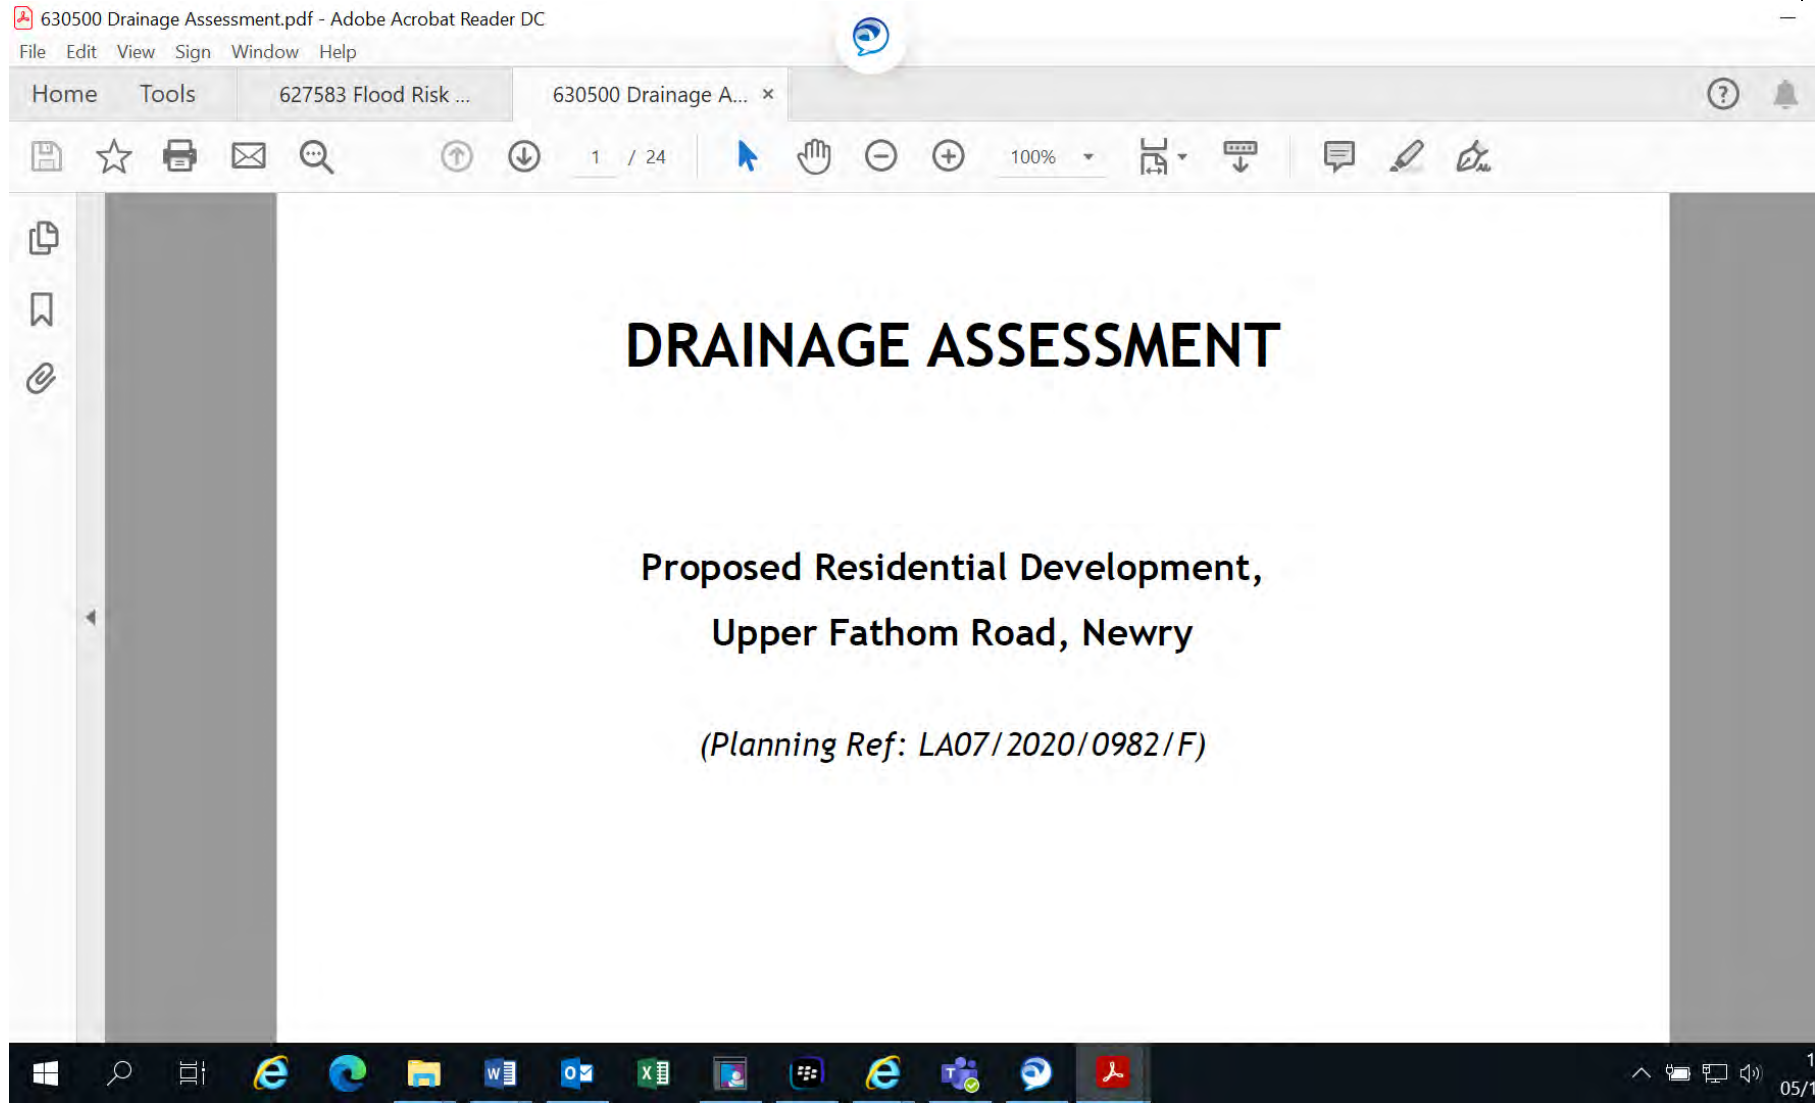 630500 Drainage Assessment.pdf - Adobe Acrobat Reader DC
File Edit View Sign Window Help
Home Tools 627583 Flood Risk ... 630500 Drainage A... ×
1 / 24 100%
DRAINAGE ASSESSMENT
Proposed Residential Development,
Upper Fathom Road, Newry
(Planning Ref: LA07/2020/0982/F)